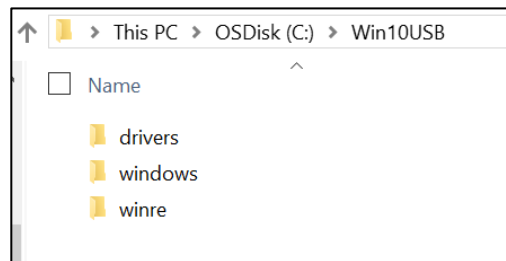 This PC > OSDisk (C:) > Win10USB
Name
drivers
windows
winre